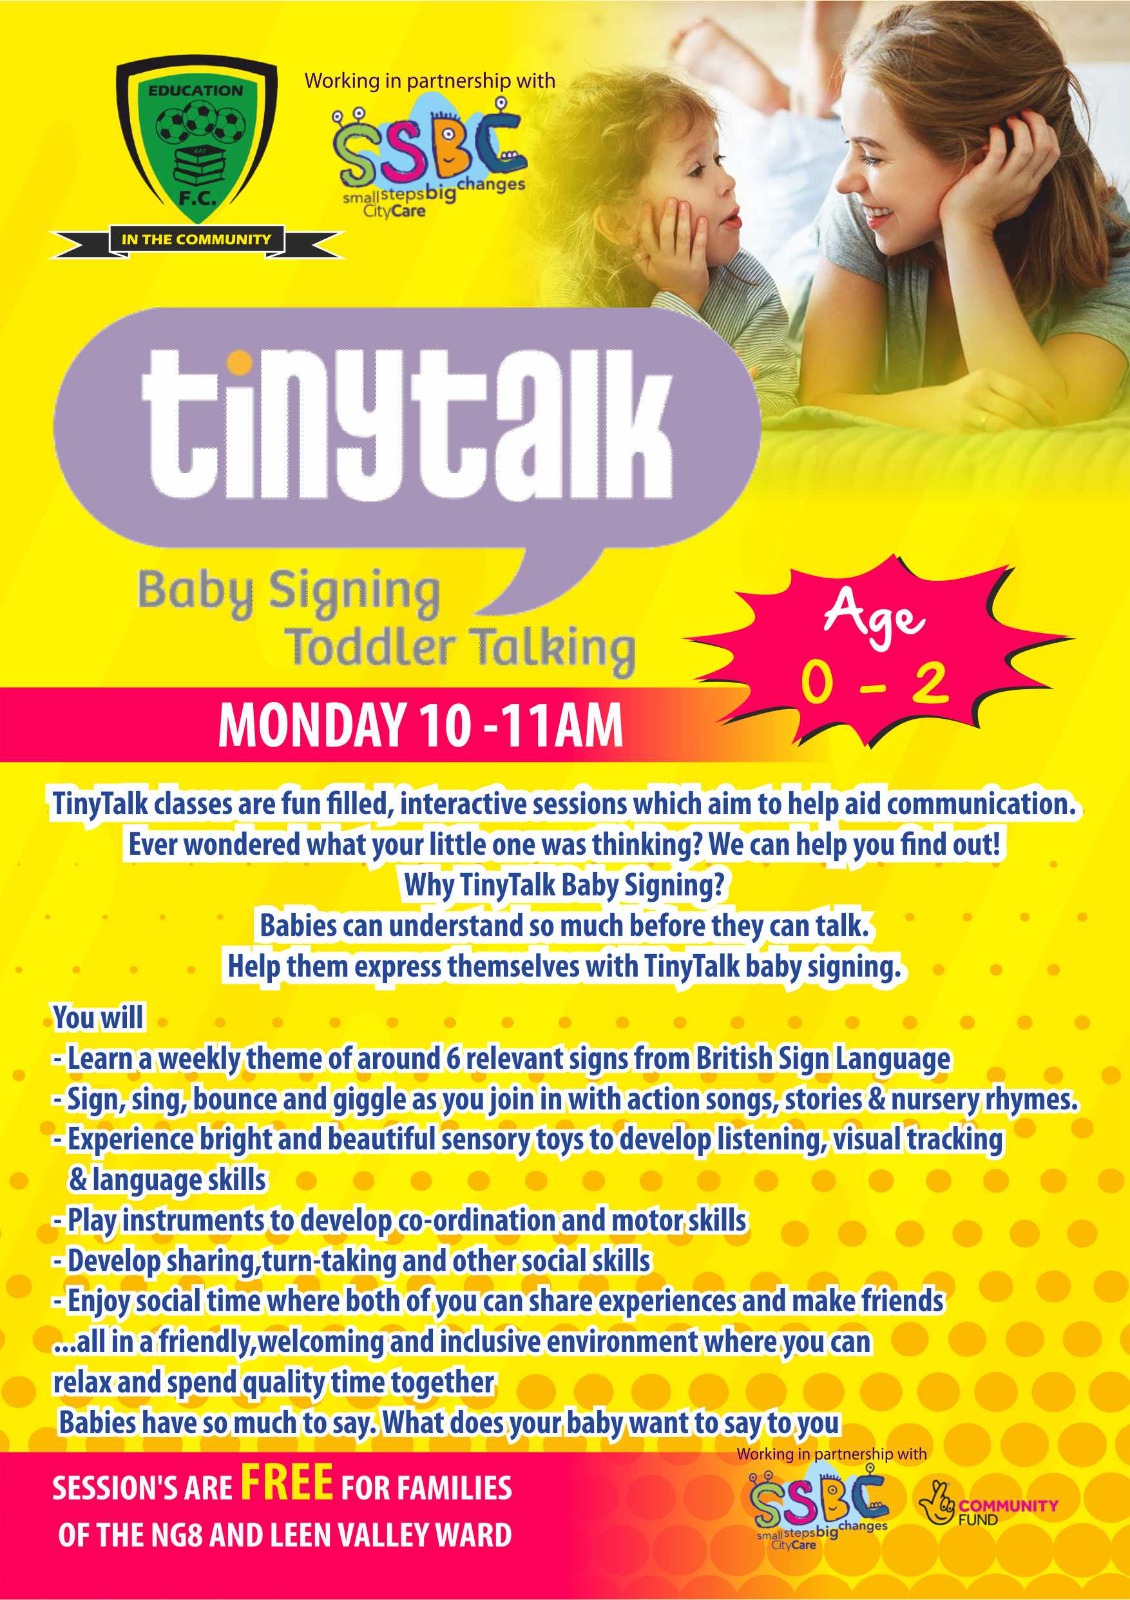 EDUCATION
F.C.
IN THE COMMUNITY
Working in partnership with
SSBC
smallstepsbigchanges
CityCare
tinytalk
Baby Signing
Toddler Talking
Age
0 - 2
MONDAY 10 -11AM
TinyTalk classes are fun filled, interactive sessions which aim to help aid communication.
Ever wondered what your little one was thinking? We can help you find out!
Why TinyTalk Baby Signing?
Babies can understand so much before they can talk.
Help them express themselves with TinyTalk baby signing.
You will
- Learn a weekly theme of around 6 relevant signs from British Sign Language
- Sign, sing, bounce and giggle as you join in with action songs, stories & nursery rhymes.
- Experience bright and beautiful sensory toys to develop listening, visual tracking
& language skills
- Play instruments to develop co-ordination and motor skills
- Develop sharing,turn-taking and other social skills
- Enjoy social time where both of you can share experiences and make friends
...all in a friendly,welcoming and inclusive environment where you can
relax and spend quality time together
Babies have so much to say. What does your baby want to say to you
SESSION'S ARE FREE FOR FAMILIES
OF THE NG8 AND LEEN VALLEY WARD
Working in partnership with
SSBC
smallstepsbigchanges
CityCare
COMMUNITY
FUND